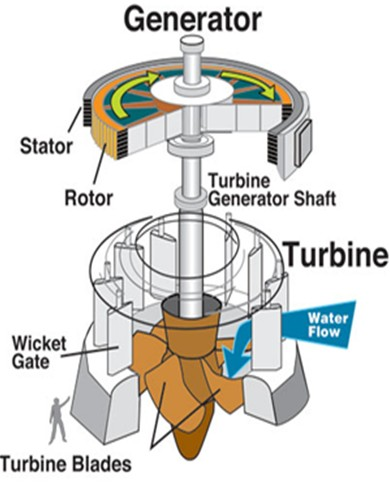 Generator
Stator
Rotor
Turbine
Generator Shaft
Turbine
Water
Flow
Wicket
Gate
Turbine Blades